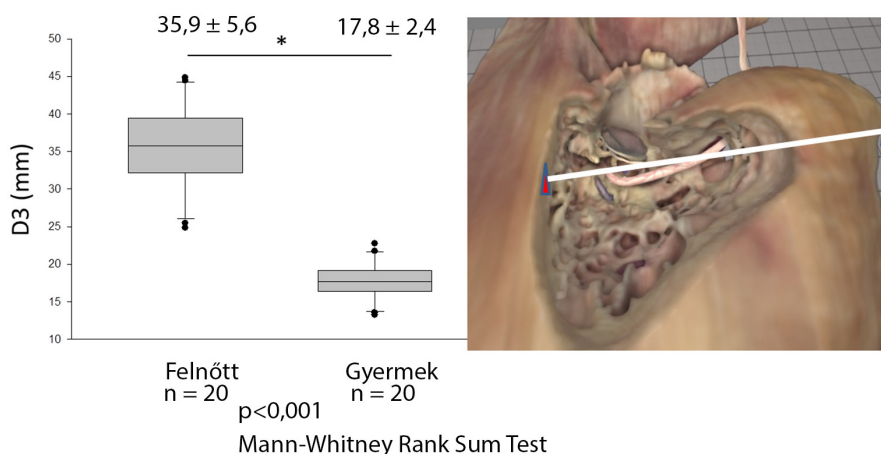 35,9 ± 5,6
*
17,8 ± 2,4
D3 (mm)
50
45
40
35
30
25
20
15
10
Felnőtt
n = 20
Gyermek
n = 20
p<0,001
Mann-Whitney Rank Sum Test